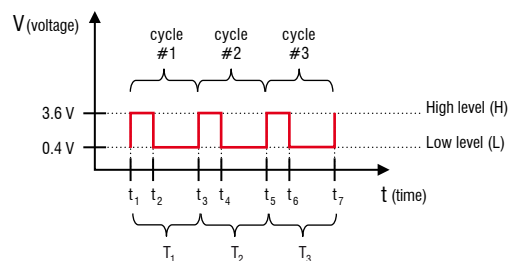 V (voltage)
cycle #1
cycle #2
cycle #3
3.6 V
High level (H)
0.4 V
Low level (L)
t1 t2 t3 t4 t5 t6 t7
t (time)
T1 T2 T3